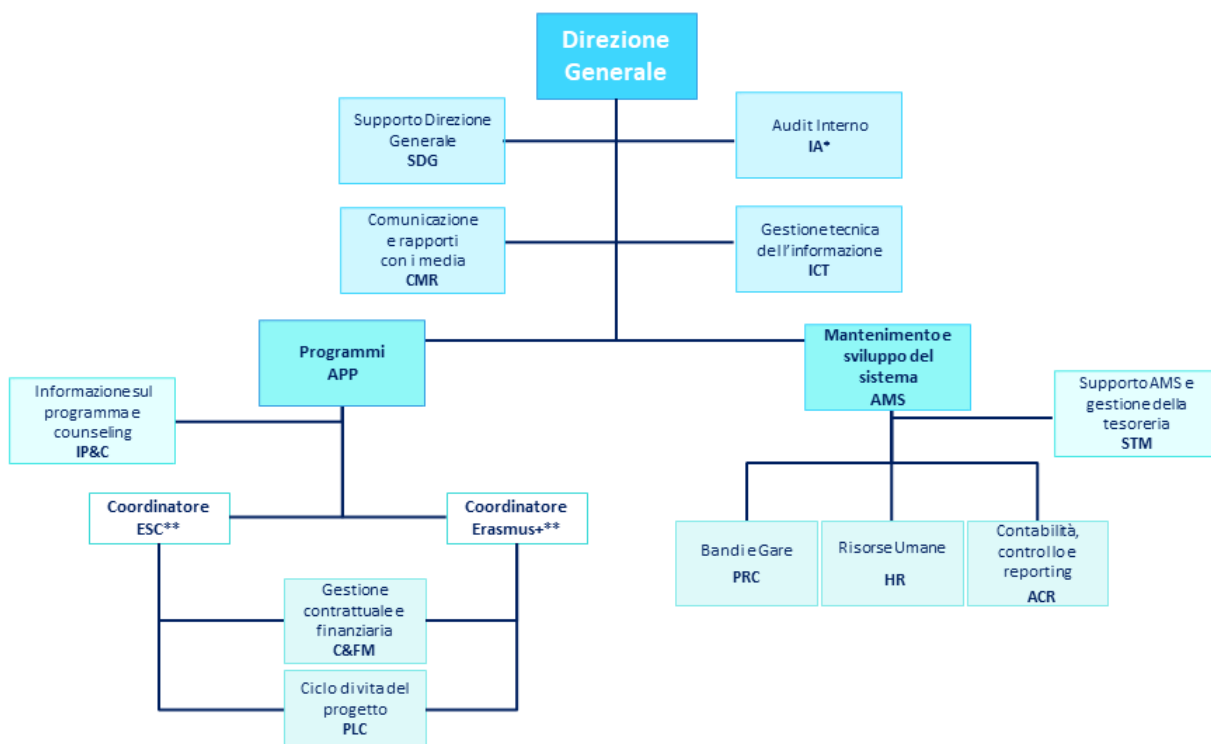 Direzione
Generale
Supporto Direzione
Generale
SDG
Audit Interno
IA*
Comunicazione
e rapporti
con i media
CMR
Gestione tecnica
dell'informazione
ICT
Programmi
APP
Mantenimento e
sviluppo del
sistema
AMS
Informazione sul
programma e
counseling
IP&C
Supporto AMS e
gestione della
tesoreria
STM
Coordinatore
ESC**
Coordinatore
Erasmus+**
Bandi e Gare
PRC
Risorse Umane
HR
Contabilità,
controllo e
reporting
ACR
Gestione
contrattuale e
finanziaria
C&FM
Ciclo di vita del
progetto
PLC